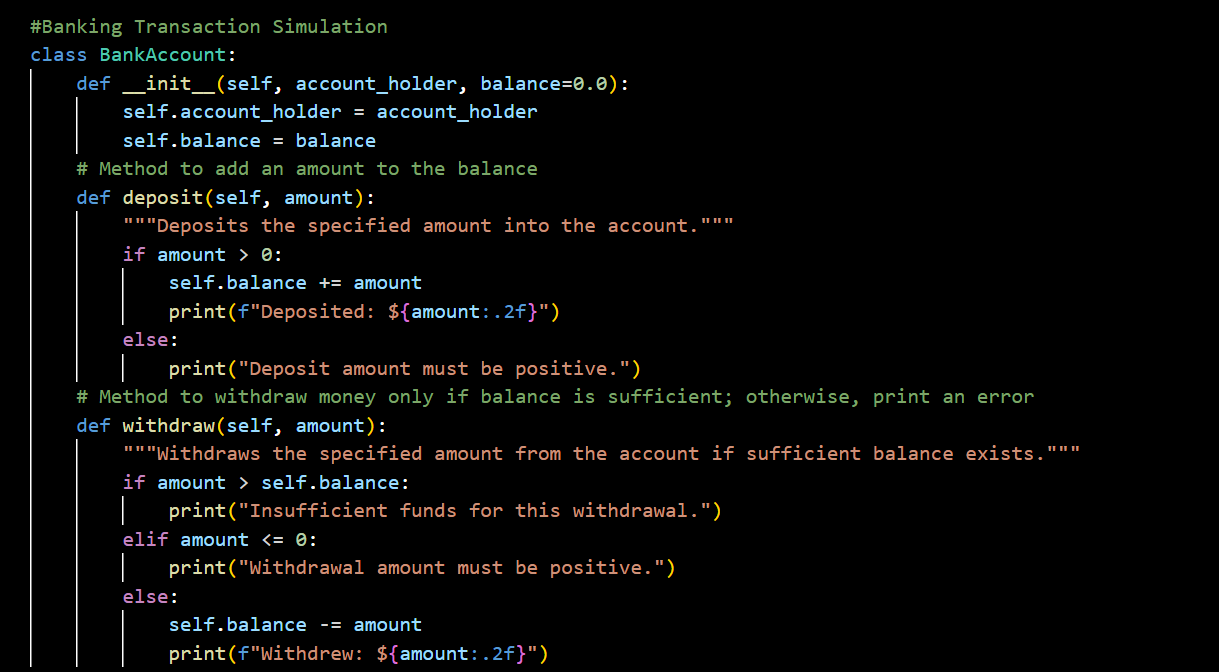 #Banking Transaction Simulation
class BankAccount:
    def __init__(self, account_holder, balance=0.0):
        self.account_holder = account_holder
        self.balance = balance
    # Method to add an amount to the balance
    def deposit(self, amount):
        """Deposits the specified amount into the account."""
        if amount > 0:
            self.balance += amount
            print(f"Deposited: ${amount:.2f}")
        else:
            print("Deposit amount must be positive.")
    # Method to withdraw money only if balance is sufficient; otherwise, print an error
    def withdraw(self, amount):
        """Withdraws the specified amount from the account if sufficient balance exists."""
        if amount > self.balance:
            print("Insufficient funds for this withdrawal.")
        elif amount <= 0:
            print("Withdrawal amount must be positive.")
        else:
            self.balance -= amount
            print(f"Withdrew: ${amount:.2f}")